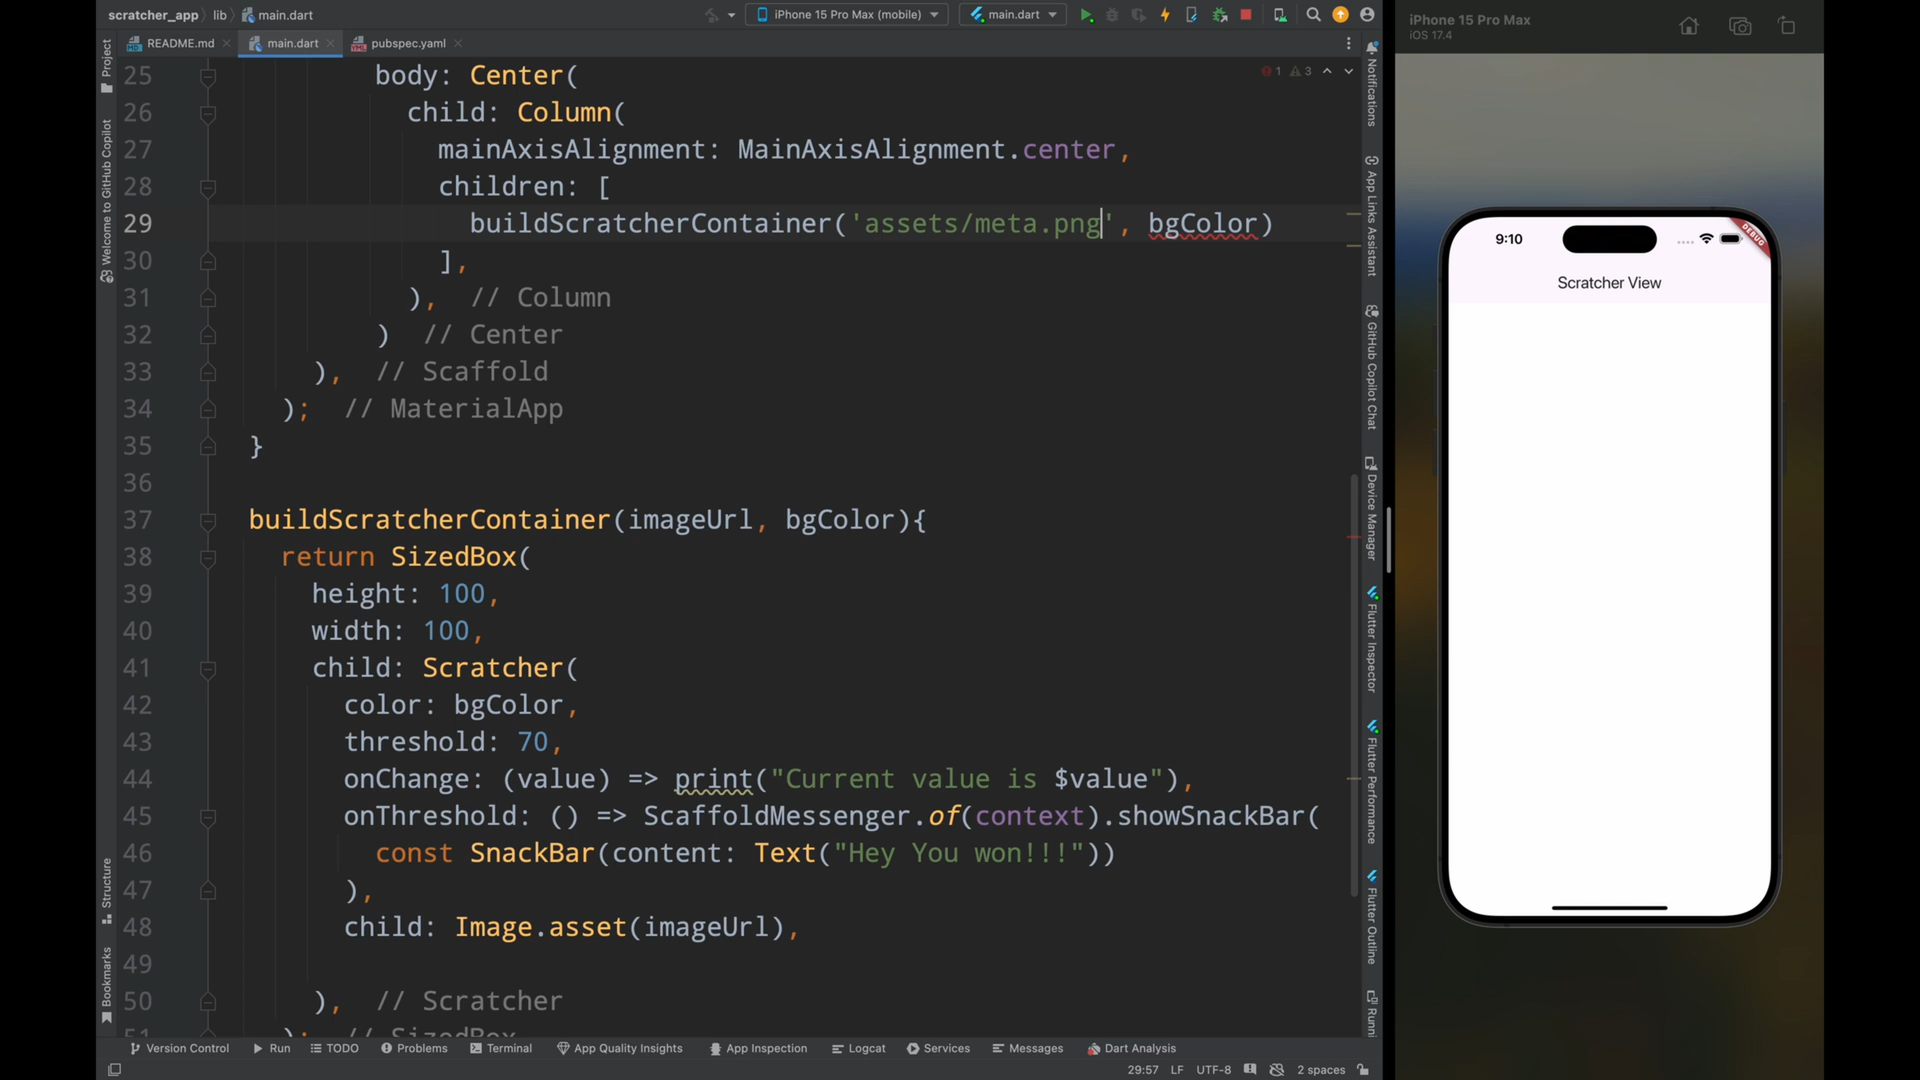 scratcher_app
lib
main.dart
iPhone 15 Pro Max (mobile)
main.dart
README.md
main.dart
pubspec.yaml
1
3
25 body: Center(
26 child: Column(
27 mainAxisAlignment: MainAxisAlignment.center,
28 children: [
29 buildScratcherContainer('assets/meta.png', bgColor)
30 ],
31 ), // Column
32 ) // Center
33 ), // Scaffold
34 ); // MaterialApp
35 }
36
37 buildScratcherContainer(imageUrl, bgColor){
38 return SizedBox(
39 height: 100,
40 width: 100,
41 child: Scratcher(
42 color: bgColor,
43 threshold: 70,
44 onChange: (value) => print("Current value is $value"),
45 onThreshold: () => ScaffoldMessenger.of(context).showSnackBar(
46 const SnackBar(content: Text("Hey You won!!!"))
47 ),
48 child: Image.asset(imageUrl),
49
50 ), // Scratcher
51 ); // SizedBox
Project
Welcome to GitHub Copilot
Structure
Bookmarks
Notifications
App Links Assistant
GitHub Copilot Chat
Device Manager
Flutter Inspector
Flutter Performance
Flutter Outline
Runni
Version Control
Run
TODO
Problems
Terminal
App Quality Insights
App Inspection
Logcat
Services
Messages
Dart Analysis
29:57
LF
UTF-8
2 spaces
iPhone 15 Pro Max
iOS 17.4
9:10
DEBUG
Scratcher View